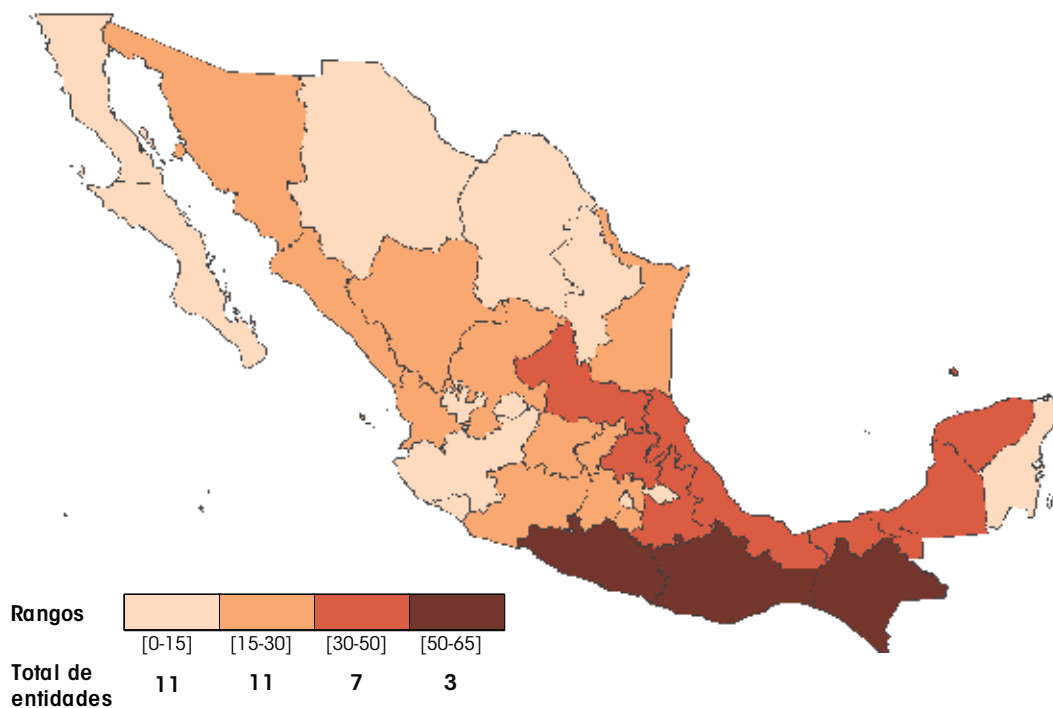 Rangos
[0-15] [15-30] [30-50] [50-65]
Total de
entidades
11 11 7 3